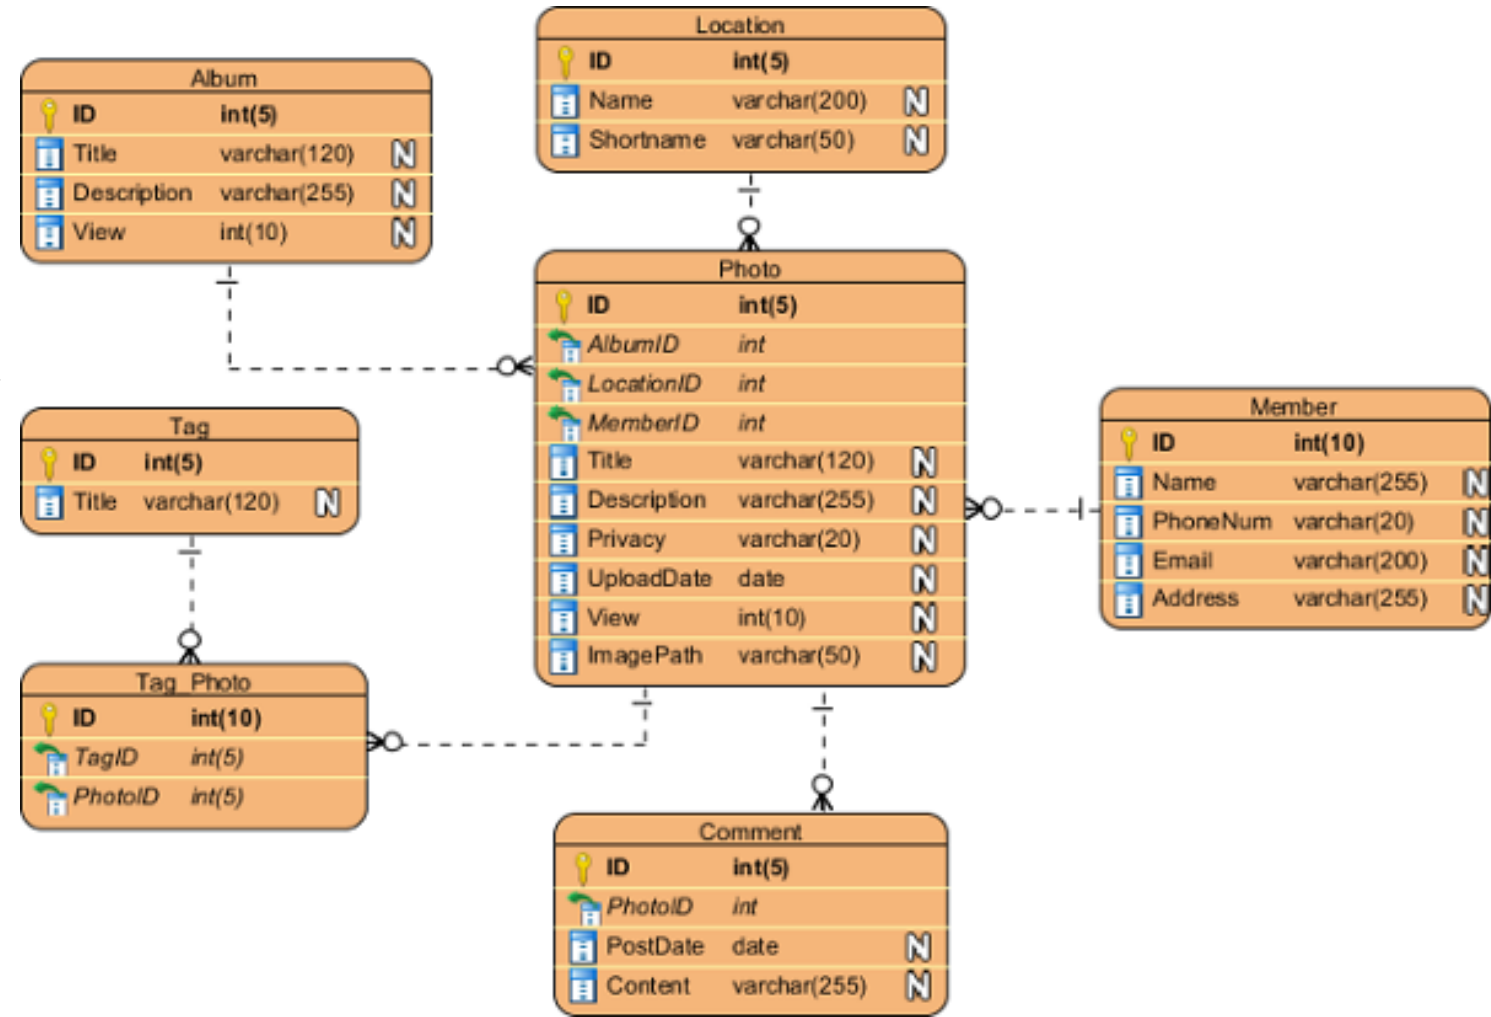 Location
ID int(5)
Name varchar(200) N
Shortname varchar(50) N
Album
ID int(5)
Title varchar(120) N
Description varchar(255) N
View int(10) N
Photo
ID int(5)
AlbumID int
LocationID int
MemberID int
Title varchar(120) N
Description varchar(255) N
Privacy varchar(20) N
UploadDate date N
View int(10) N
ImagePath varchar(50) N
Member
ID int(10)
Name varchar(255) N
PhoneNum varchar(20) N
Email varchar(200) N
Address varchar(255) N
Tag
ID int(5)
Title varchar(120) N
Tag_Photo
ID int(10)
TagID int(5)
PhotoID int(5)
Comment
ID int(5)
PhotoID int
PostDate date N
Content varchar(255) N